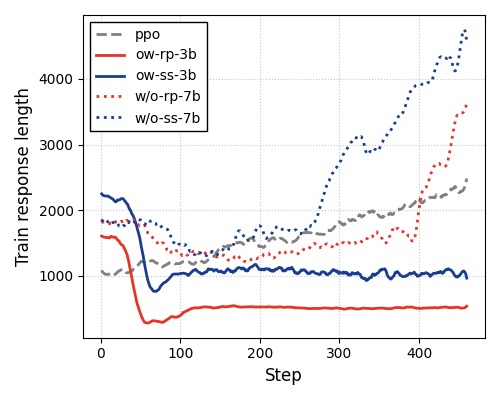 ppo
ow-rp-3b
ow-ss-3b
w/o-rp-7b
w/o-ss-7b
Train response length
4000
3000
2000
1000
0
100
200
300
400
Step